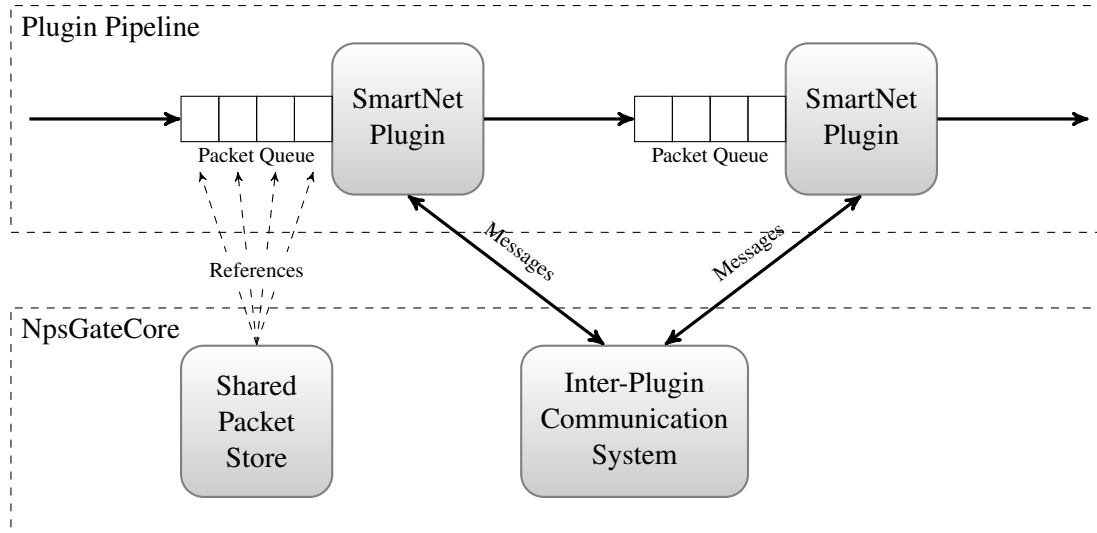 Plugin Pipeline
SmartNet
Plugin
SmartNet
Plugin
Packet Queue
Packet Queue
Messages
Messages
References
NpsGateCore
Shared
Packet
Store
Inter-Plugin
Communication
System